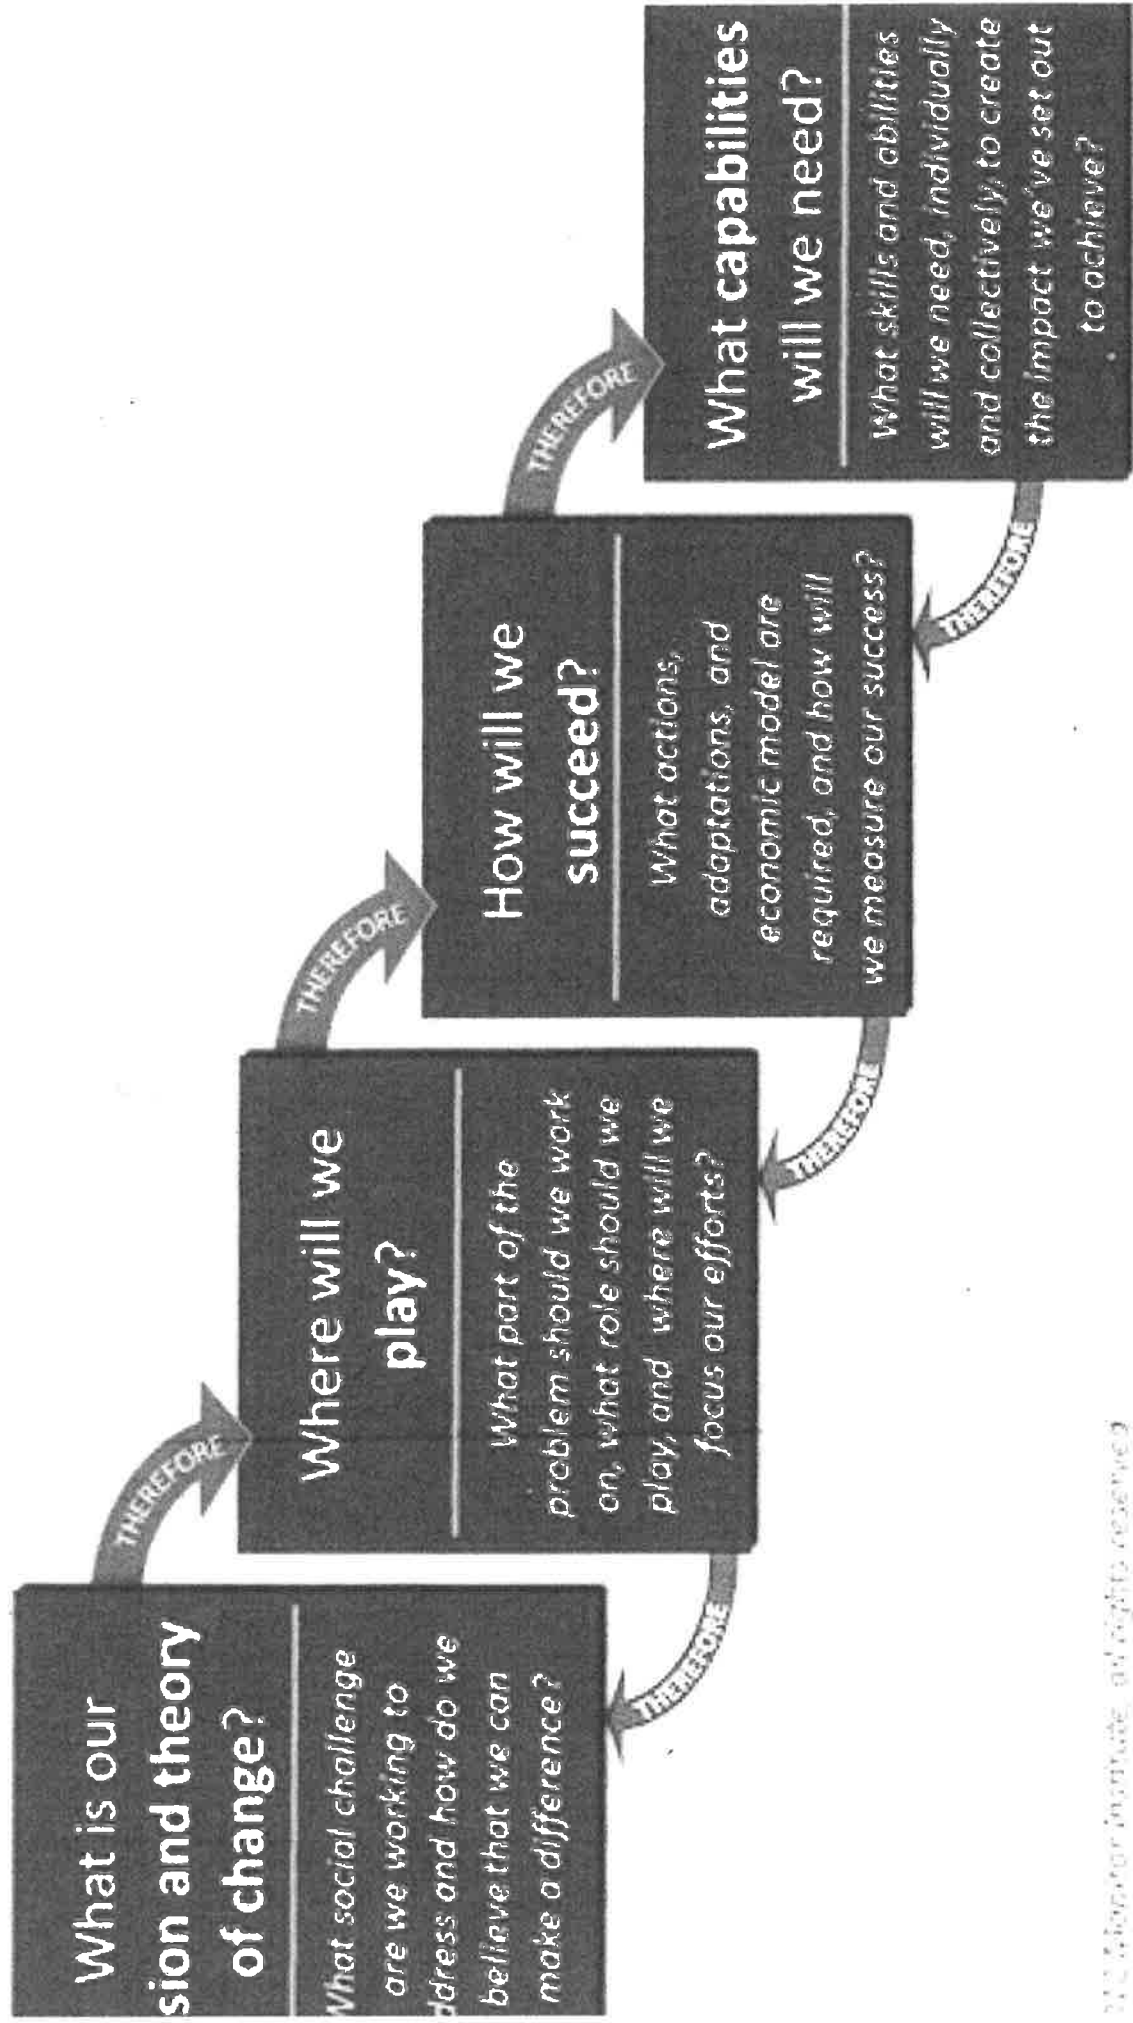 What is our
sion and theory
of change?
What social challenge
are we working to
ddress and how do we
believe that we can
make a difference?
THEREFORE
THEREFORE
Where will we
play?
What part of the
problem should we work
on, what role should we
play, and where will we
focus our efforts?
THEREFORE
THEREFORE
How will we
succeed?
What actions,
adaptations, and
economic model are
required, and how will
we measure our success?
THEREFORE
THEREFORE
What capabilities
will we need?
What skills and abilities
will we need, individually
and collectively, to create
the impact we've set out
to achieve?
Institute, all rights reserved